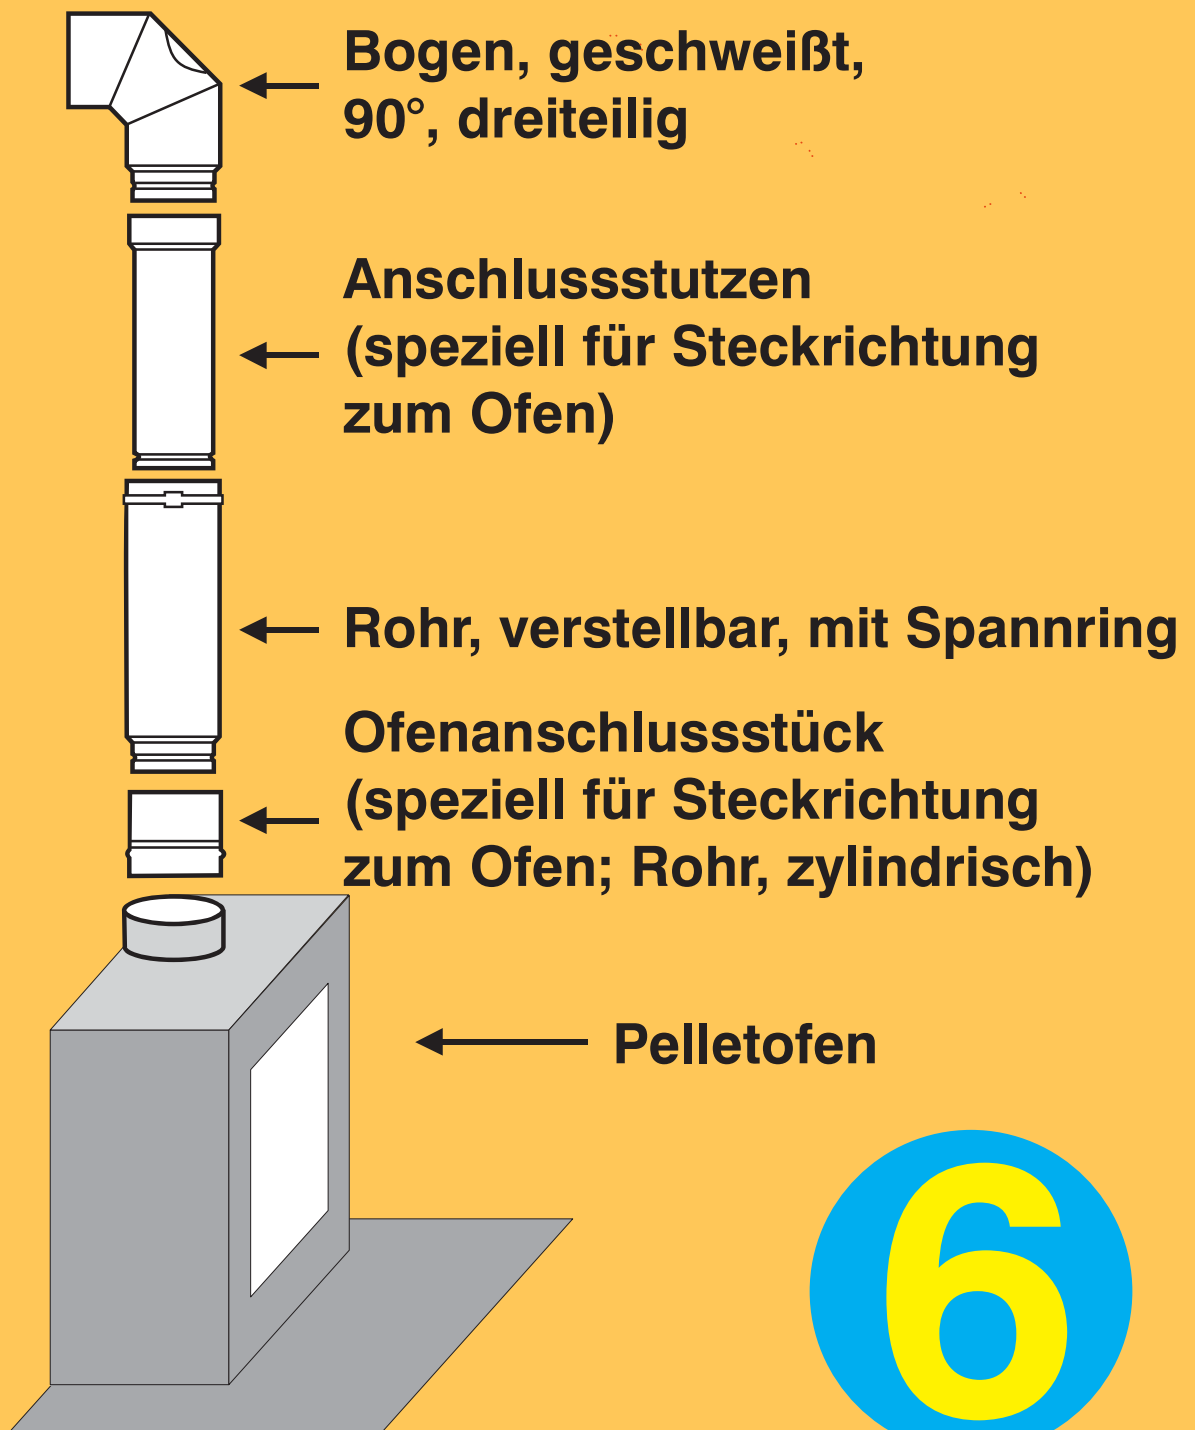 Bogen, geschweißt,
90°, dreiteilig
Anschlussstutzen
(speziell für Steckrichtung
zum Ofen)
Rohr, verstellbar, mit Spannring
Ofenanschlussstück
(speziell für Steckrichtung
zum Ofen; Rohr, zylindrisch)
Pelletofen
6